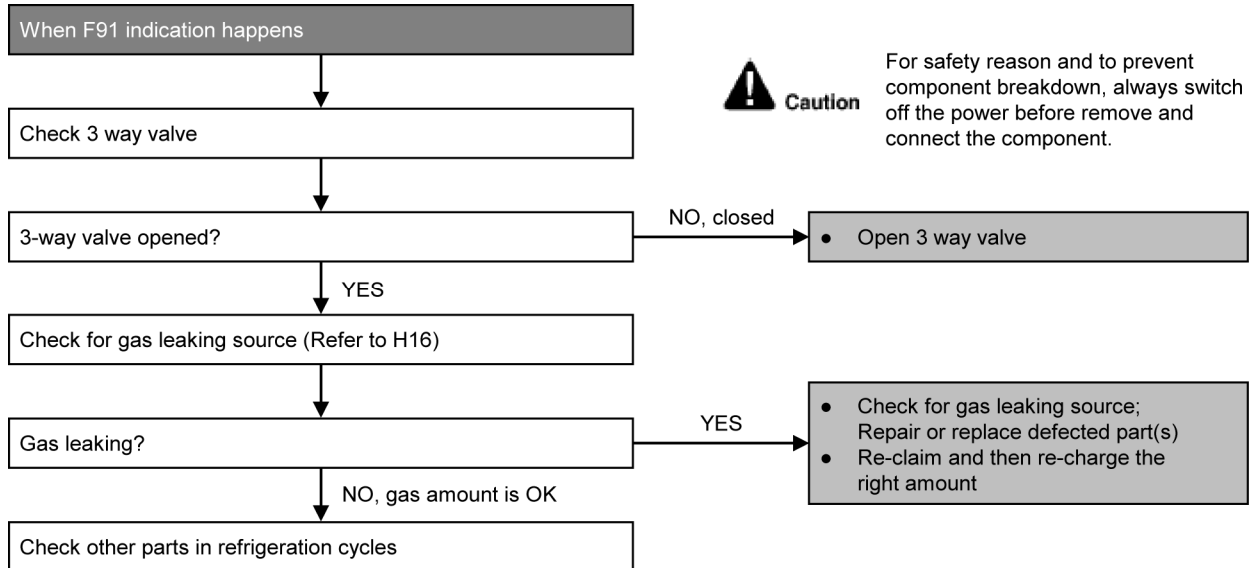 When F91 indication happens
For safety reason and to prevent
component breakdown, always switch
off the power before remove and
connect the component.
Caution
Check 3 way valve
3-way valve opened?
NO, closed
● Open 3 way valve
YES
Check for gas leaking source (Refer to H16)
Gas leaking?
YES
● Check for gas leaking source;
Repair or replace defected part(s)
● Re-claim and then re-charge the
right amount
NO, gas amount is OK
Check other parts in refrigeration cycles